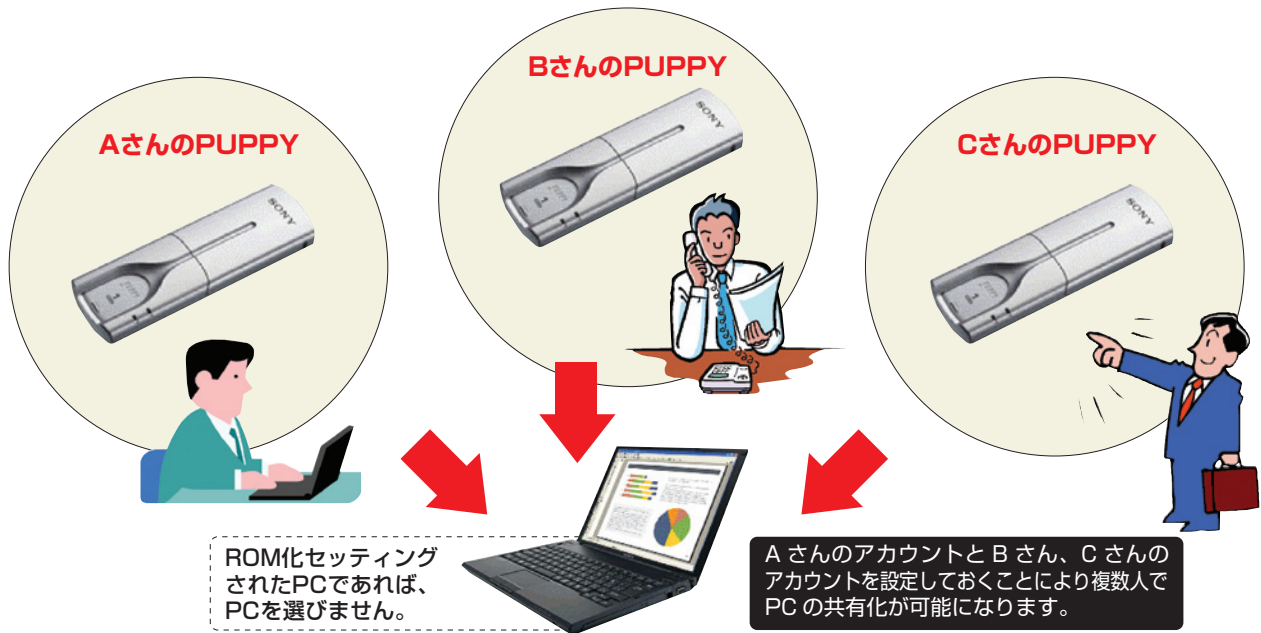 AさんのPUPPY
SONY
BさんのPUPPY
SONY
CさんのPUPPY
SONY
ROM化セッティング
されたPCであれば、
PCを選びません。
A さんのアカウントと B さん、C さんの
アカウントを設定しておくことにより複数人で
PC の共有化が可能になります。